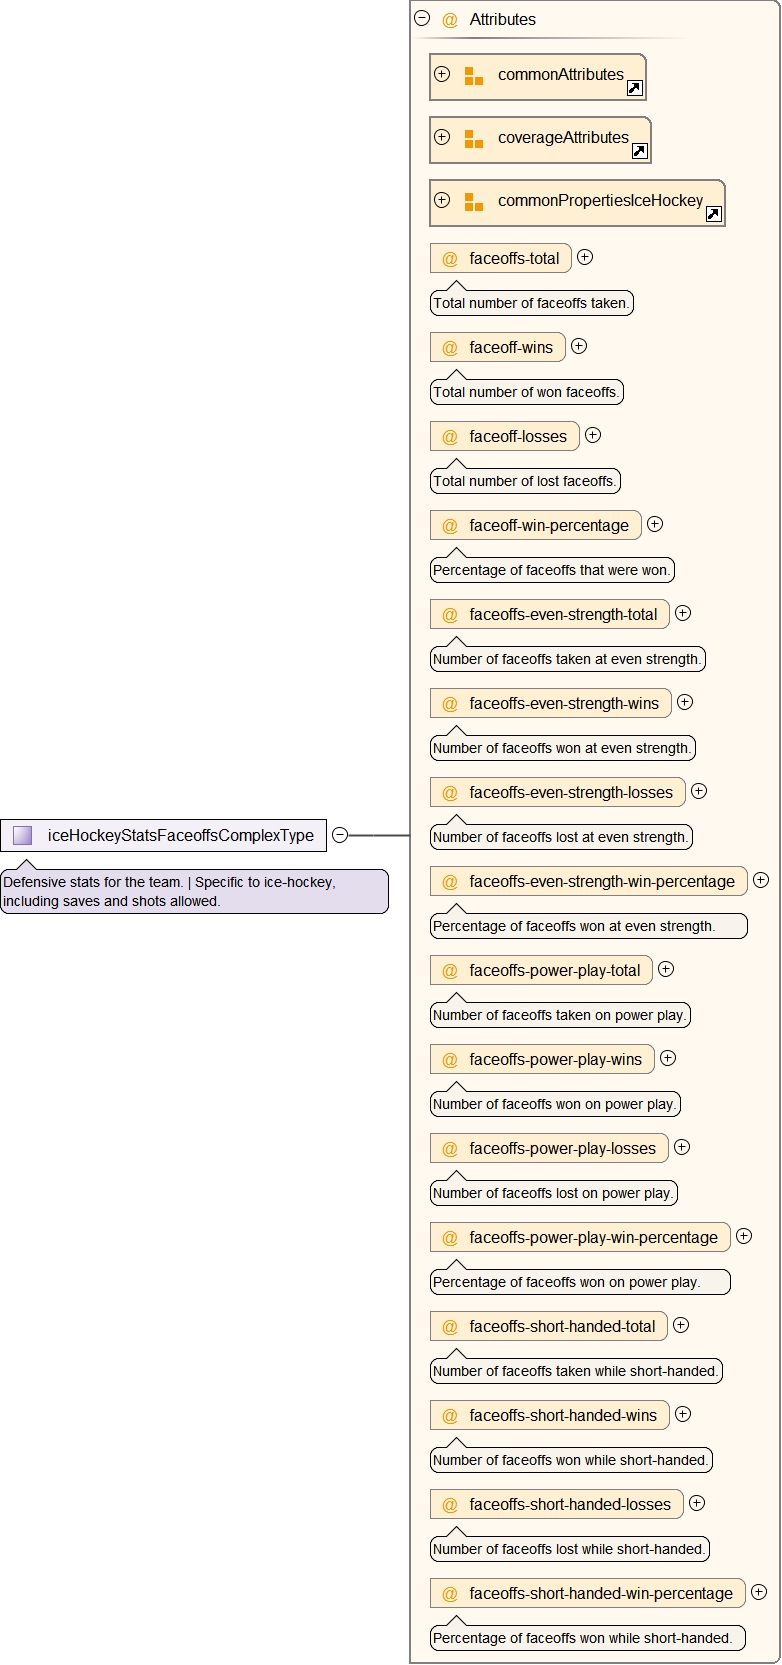 @ Attributes
commonAttributes
coverageAttributes
commonPropertiesIceHockey
@ faceoffs-total
Total number of faceoffs taken.
@ faceoff-wins
Total number of won faceoffs.
@ faceoff-losses
Total number of lost faceoffs.
@ faceoff-win-percentage
Percentage of faceoffs that were won.
@ faceoffs-even-strength-total
Number of faceoffs taken at even strength.
@ faceoffs-even-strength-wins
Number of faceoffs won at even strength.
@ faceoffs-even-strength-losses
Number of faceoffs lost at even strength.
iceHockeyStatsFaceoffsComplexType
Defensive stats for the team. | Specific to ice-hockey,
including saves and shots allowed.
@ faceoffs-even-strength-win-percentage
Percentage of faceoffs won at even strength.
@ faceoffs-power-play-total
Number of faceoffs taken on power play.
@ faceoffs-power-play-wins
Number of faceoffs won on power play.
@ faceoffs-power-play-losses
Number of faceoffs lost on power play.
@ faceoffs-power-play-win-percentage
Percentage of faceoffs won on power play.
@ faceoffs-short-handed-total
Number of faceoffs taken while short-handed.
@ faceoffs-short-handed-wins
Number of faceoffs won while short-handed.
@ faceoffs-short-handed-losses
Number of faceoffs lost while short-handed.
@ faceoffs-short-handed-win-percentage
Percentage of faceoffs won while short-handed.